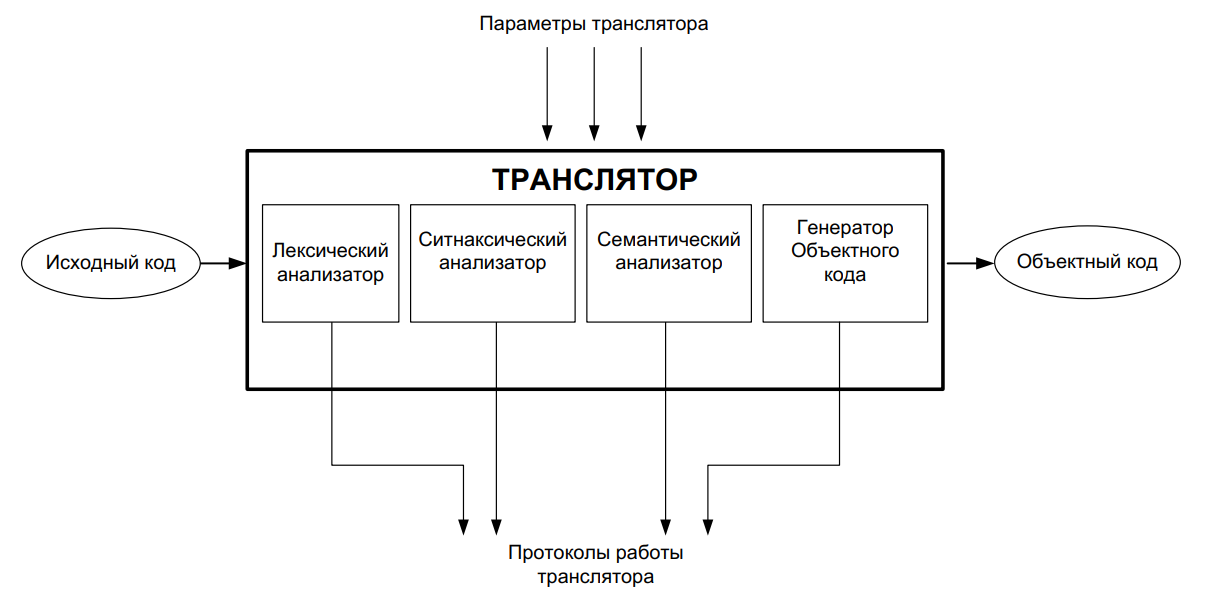 Параметры транслятора
ТРАНСЛЯТОР
Исходный код
Лексический
анализатор
Ситнаксический
анализатор
Семантический
анализатор
Генератор
Объектного
кода
Объектный код
Протоколы работы
транслятора